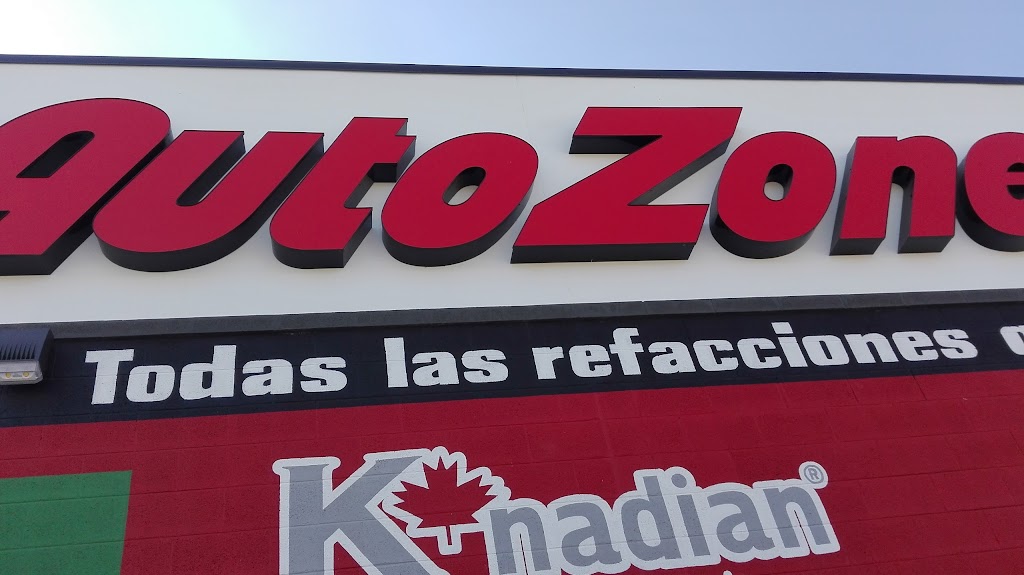 AutoZone
Todas las refacciones
K nadian®